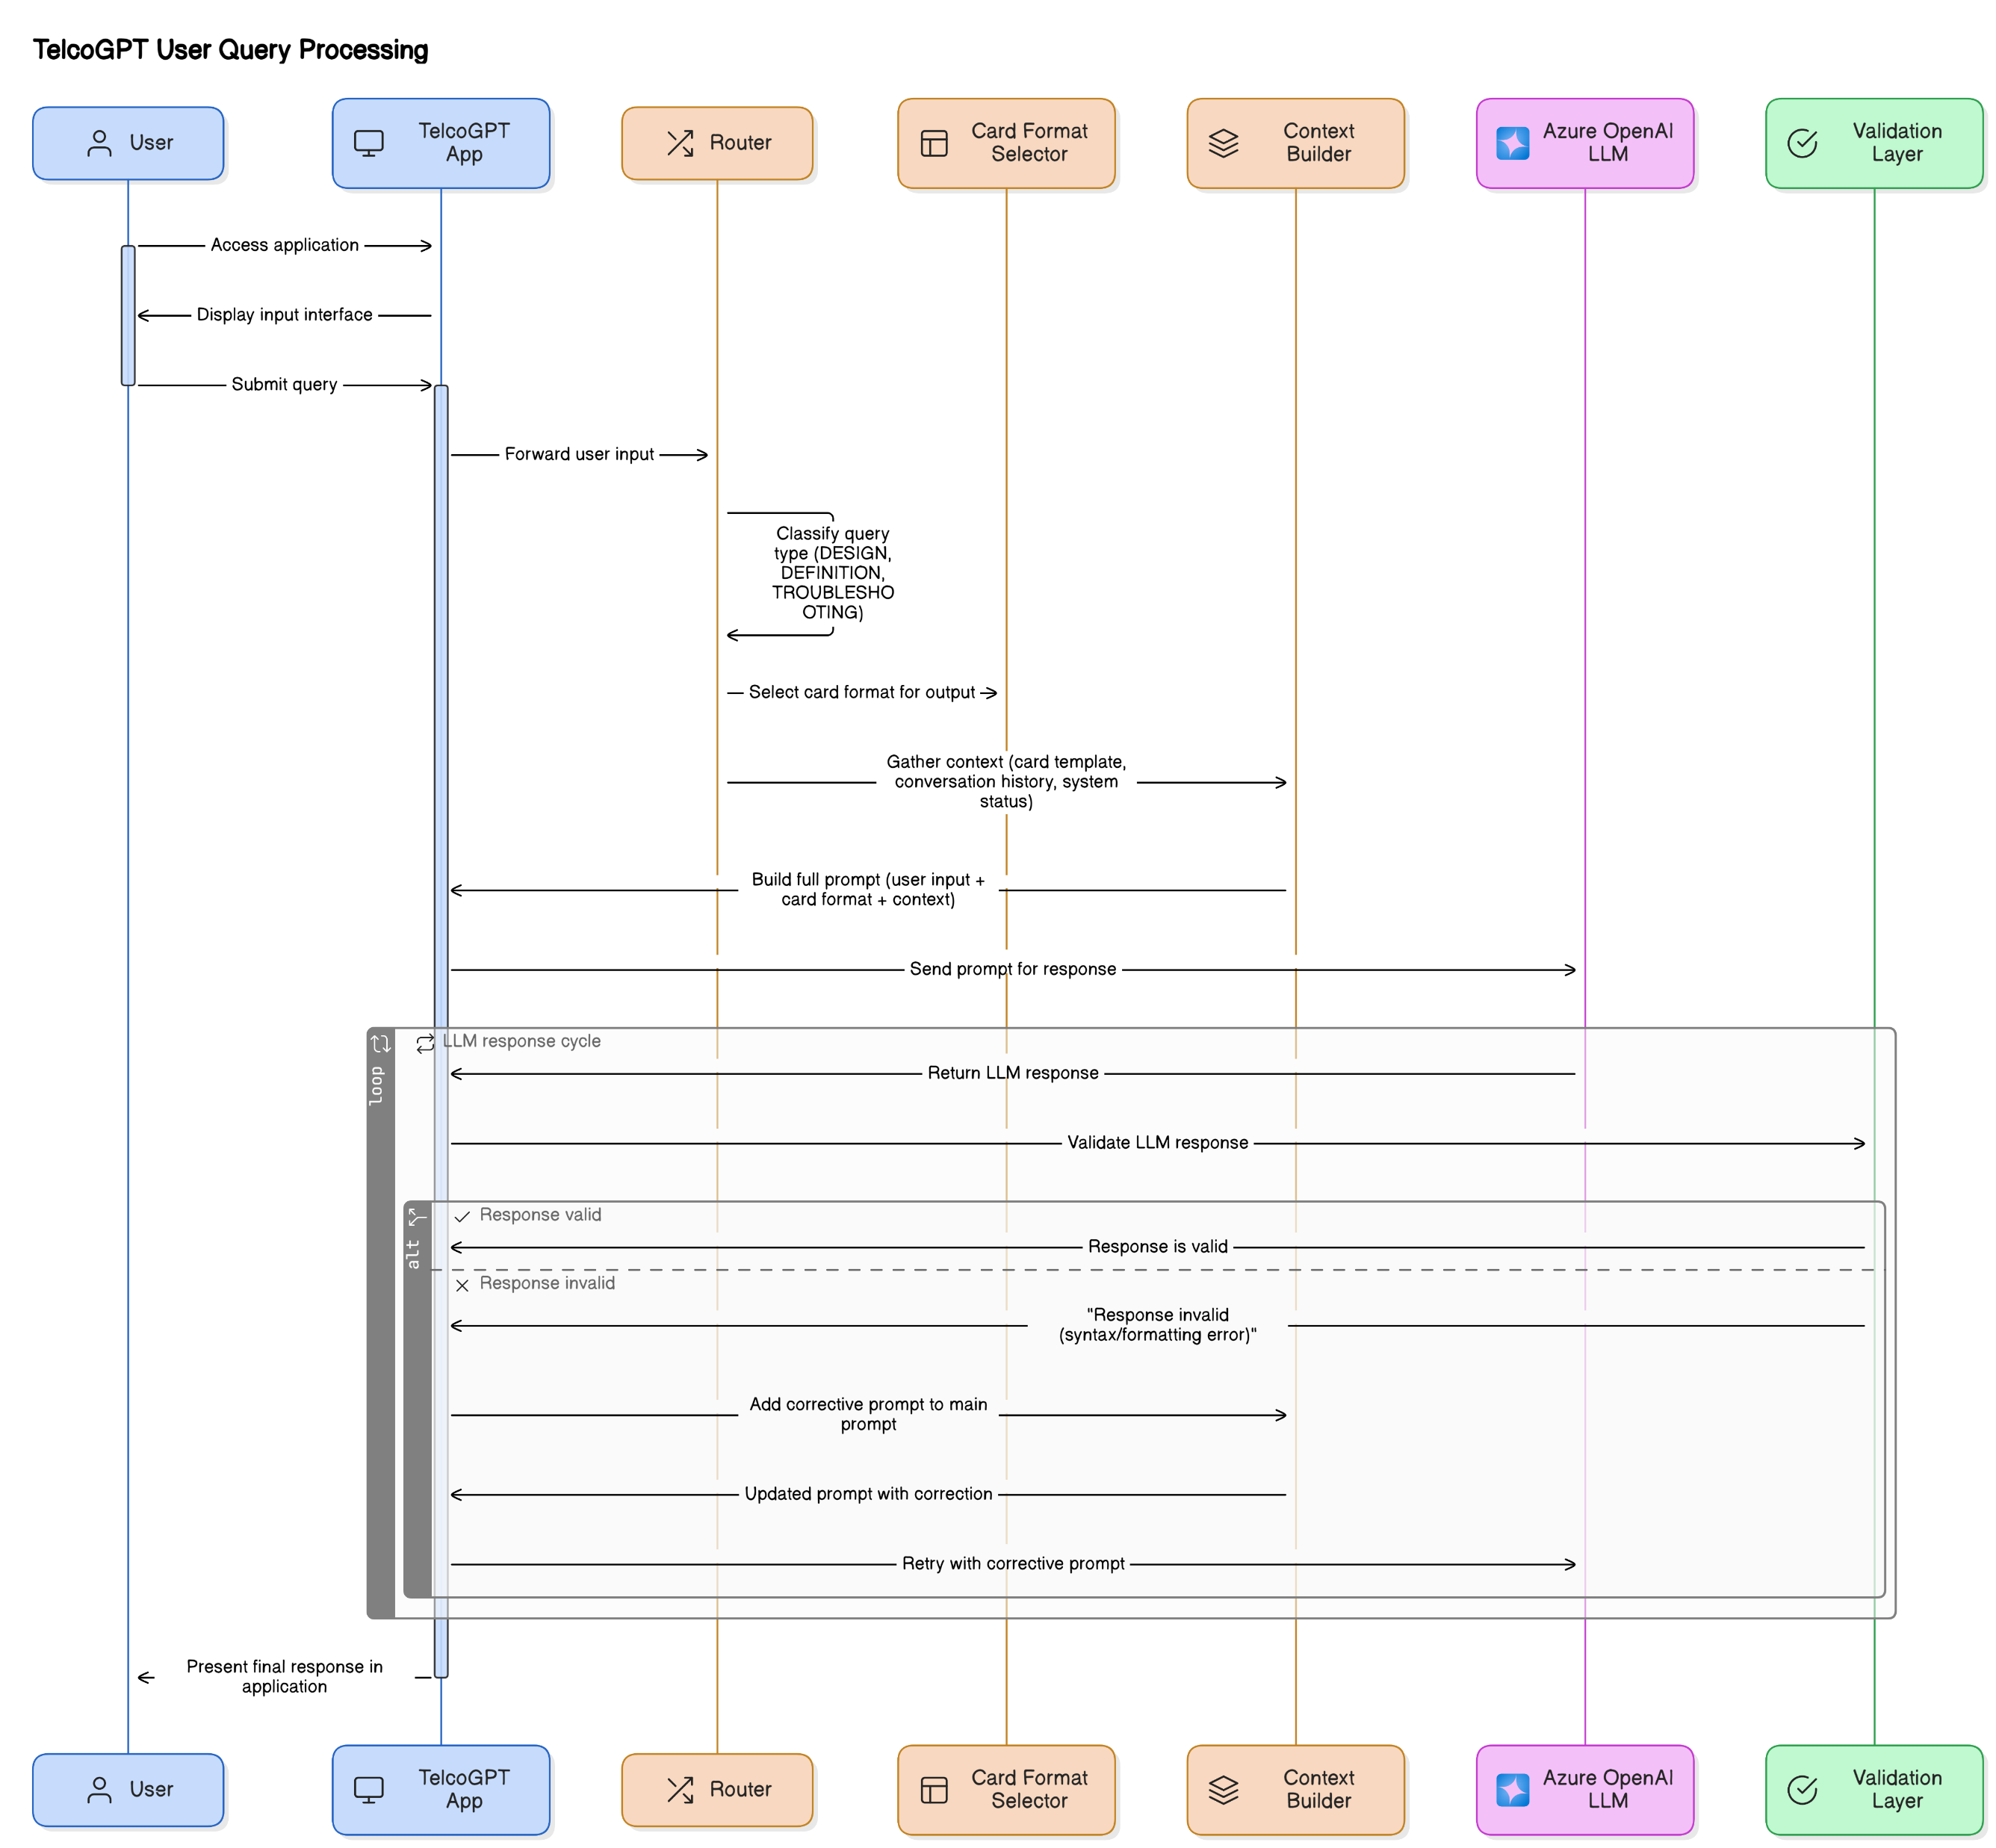 TelcoGPT User Query Processing
User
TelcoGPT
App
Router
Card Format
Selector
Context
Builder
Azure OpenAI
LLM
Validation
Layer
Access application
Display input interface
Submit query
Forward user input
Classify query
type (DESIGN,
DEFINITION,
TROUBLESHO
OTING)
Select card format for output
Gather context (card template,
conversation history, system
status)
Build full prompt (user input +
card format + context)
Send prompt for response
loop
LLM response cycle
Return LLM response
Validate LLM response
alt
Response valid
Response is valid
Response invalid
"Response invalid
(syntax/formatting error)"
Add corrective prompt to main
prompt
Updated prompt with correction
Retry with corrective prompt
Present final response in
application
User
TelcoGPT
App
Router
Card Format
Selector
Context
Builder
Azure OpenAI
LLM
Validation
Layer